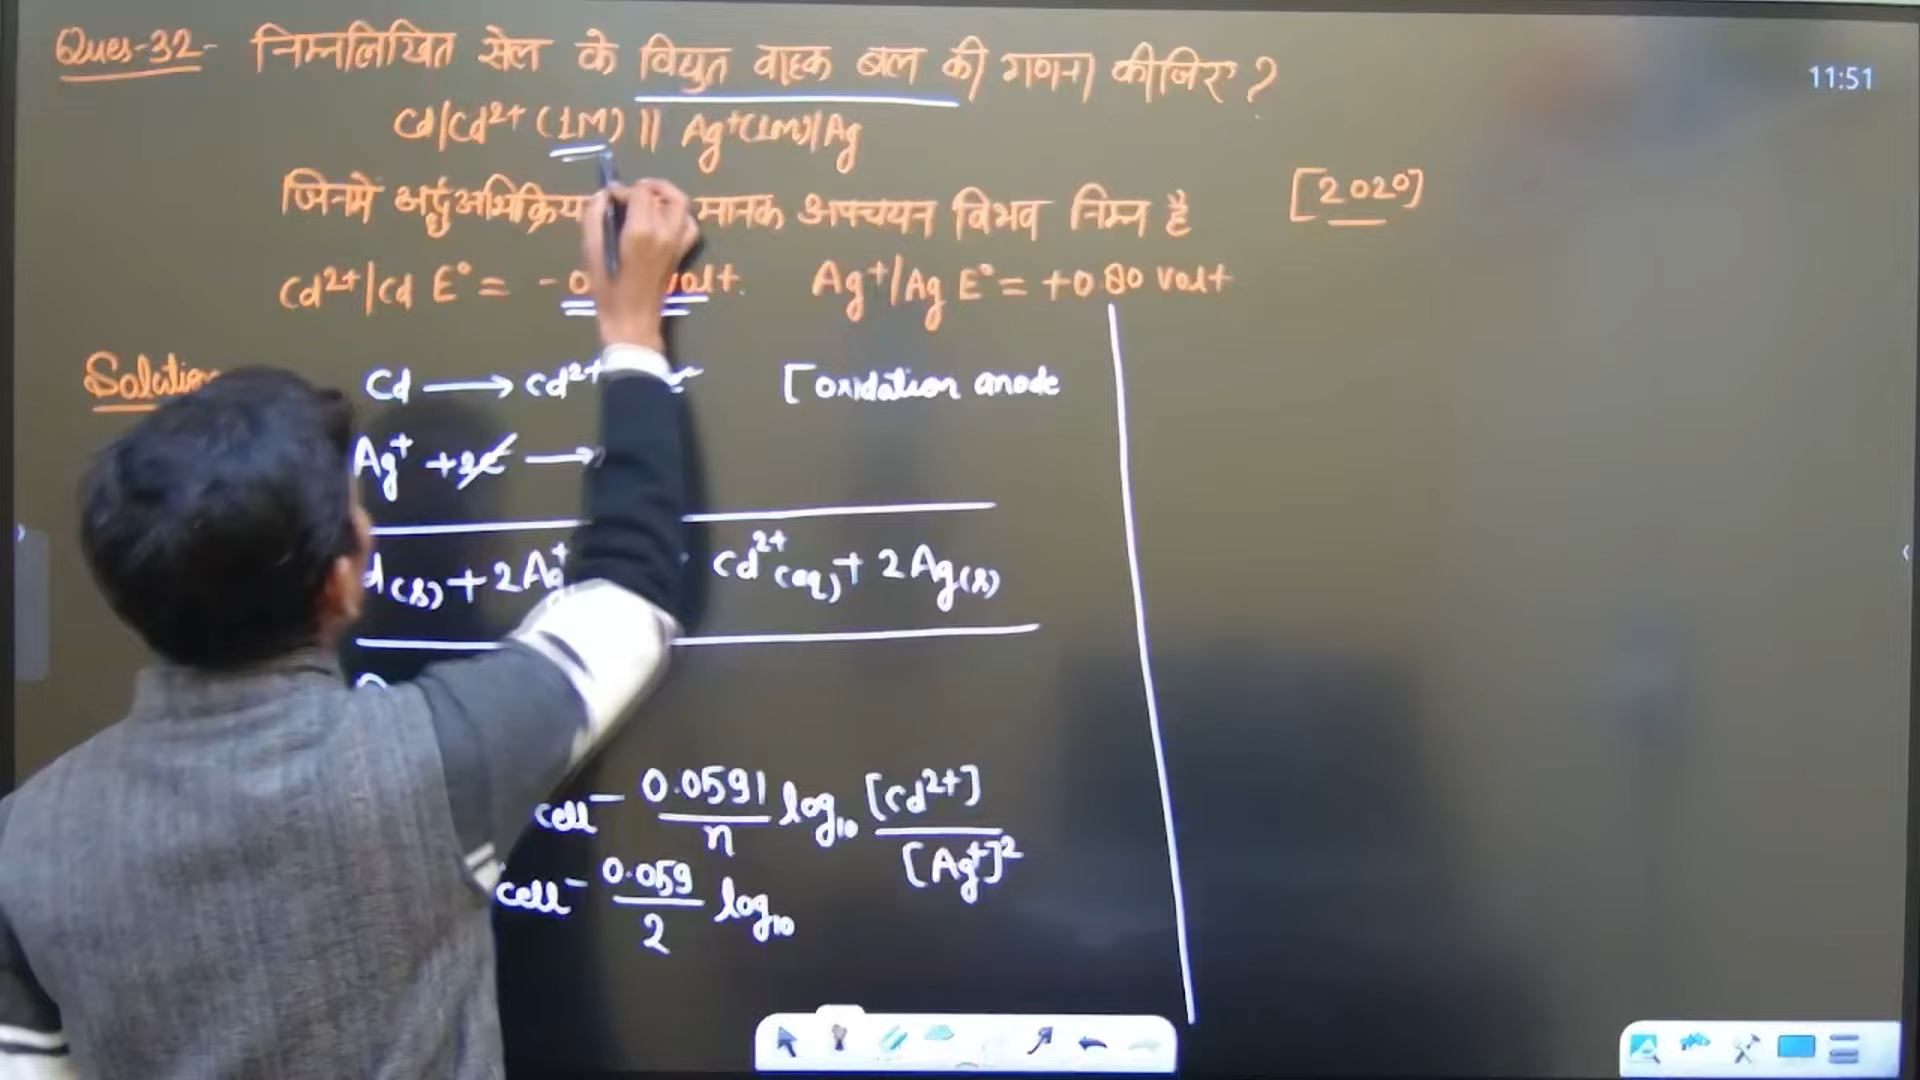 Ques-32- निम्नलिखित सेल के विद्युत वाहक बल की गणना कीजिए ?
11:51
Cd/Cd²⁺ (1M) || Ag⁺(1M)/Ag
जिनमें अर्द्धअभिक्रिया मानक अपचयन विभव निम्न है [2020]
Cd²⁺/Cd E° = - volt. Ag⁺/Ag E° = +0.80 volt
Solution
Cd ⟶ Cd²⁺ [oxidation anode
Ag⁺ + 2e ⟶
(s) + 2Ag⁺ Cd²⁺(aq) + 2Ag(s)
cell - 0.0591/n log₁₀ [Cd²⁺]/[Ag⁺]²
cell - 0.059/2 log₁₀